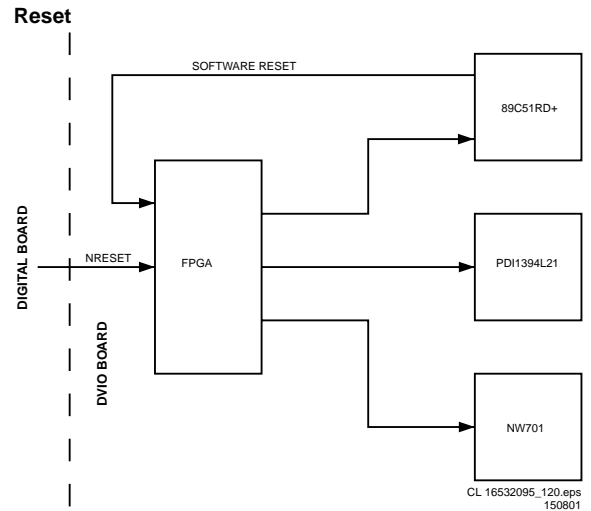 Reset
SOFTWARE RESET
89C51RD+
DIGITAL BOARD
NRESET
FPGA
PDI1394L21
DVIO BOARD
NW701
CL 16532095_120.eps
150801